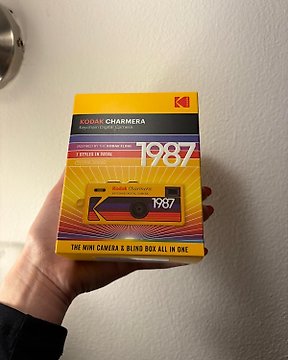 KODAK CHARMERA
Keychain Digital Camera
INSPIRED BY THE KODAK FLING
7 STYLES IN TOTAL
1987
Kodak Charmera
1987
THE MINI CAMERA & BLIND BOX ALL IN ONE